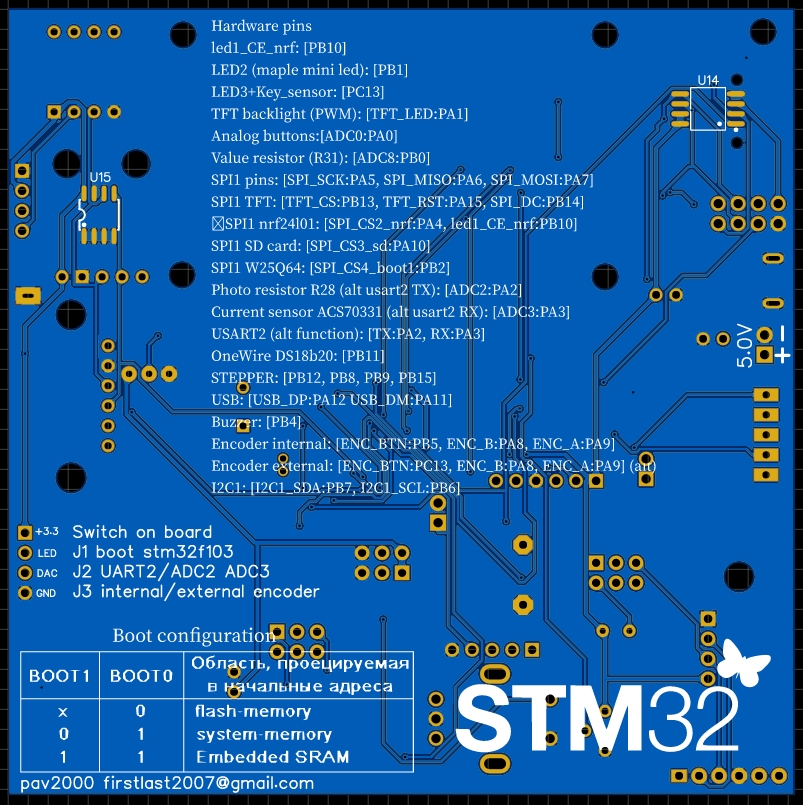 Hardware pins
led1_CE_nrf: [PB10]
LED2 (maple mini led): [PB1]
LED3+Key_sensor: [PC13]
TFT backlight (PWM): [TFT_LED:PA1]
Analog buttons:[ADC0:PA0]
Value resistor (R31): [ADC8:PB0]
SPI1 pins: [SPI_SCK:PA5, SPI_MISO:PA6, SPI_MOSI:PA7]
SPI1 TFT: [TFT_CS:PB13, TFT_RST:PA15, SPI_DC:PB14]
SPI1 nrf24l01: [SPI_CS2_nrf:PA4, led1_CE_nrf:PB10]
SPI1 SD card: [SPI_CS3_sd:PA10]
SPI1 W25Q64: [SPI_CS4_boot1:PB2]
Photo resistor R28 (alt usart2 TX): [ADC2:PA2]
Current sensor ACS70331 (alt usart2 RX): [ADC3:PA3]
USART2 (alt function): [TX:PA2, RX:PA3]
OneWire DS18b20: [PB11]
STEPPER: [PB12, PB8, PB9, PB15]
USB: [USB_DP:PA12 USB_DM:PA11]
Buzzer: [PB4]
Encoder internal: [ENC_BTN:PB5, ENC_B:PA8, ENC_A:PA9]
Encoder external: [ENC_BTN:PC13, ENC_B:PA8, ENC_A:PA9] (alt)
I2C1: [I2C1_SDA:PB7, I2C1_SCL:PB6]
U14
U15
5.0V
+ −
+3.3 Switch on board
LED J1 boot stm32f103
DAC J2 UART2/ADC2 ADC3
GND J3 internal/external encoder
Boot configuration
BOOT1 BOOT0 Область, проецируемая
в начальные адреса
x 0 flash-memory
0 1 system-memory
1 1 Embedded SRAM
pav2000 firstlast2007@gmail.com
STM32